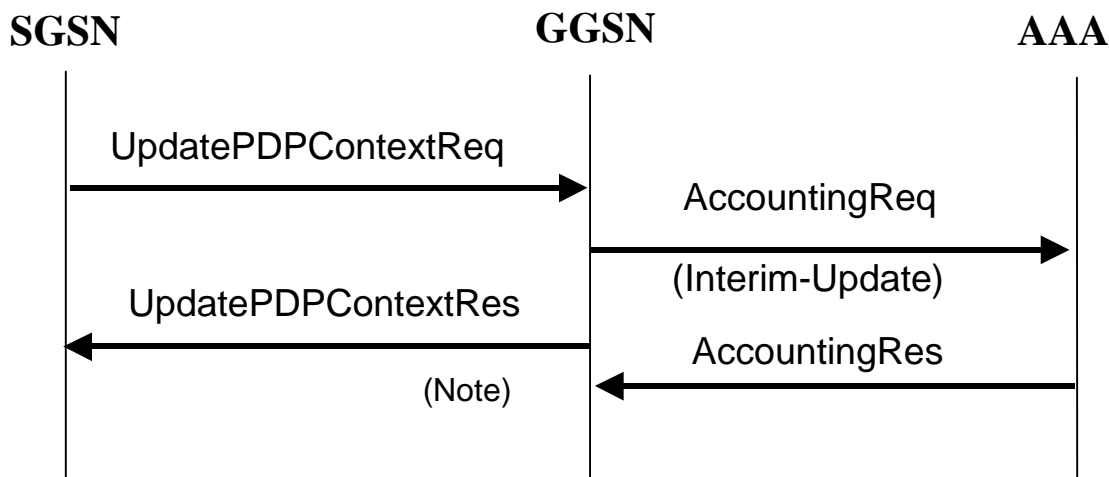 SGSN
GGSN
AAA
UpdatePDPContextReq
AccountingReq
(Interim-Update)
UpdatePDPContextRes
AccountingRes
(Note)